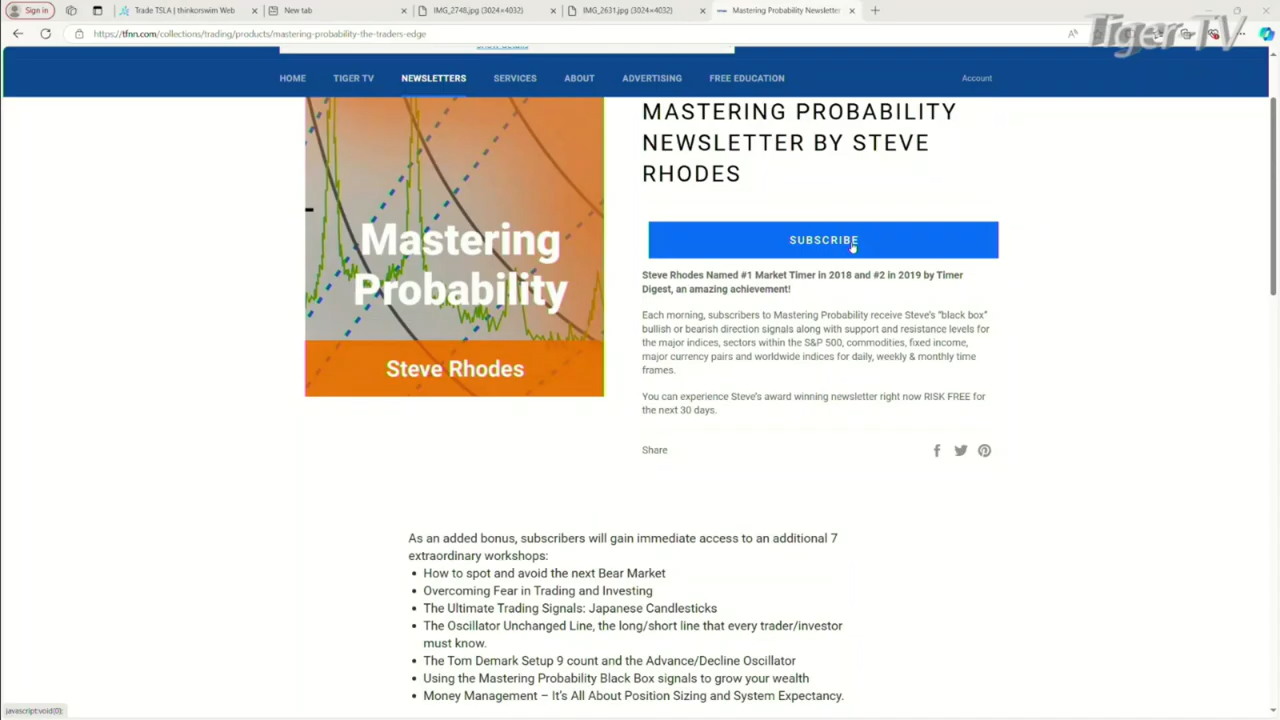 Sign in
Trade TSLA | thinkorswim Web
New tab
IMG_2748.jpg (3024×4032)
IMG_2631.jpg (3024×4032)
Mastering Probability Newsletter
https://tfnn.com/collections/trading/products/mastering-probability-the-traders-edge
Tiger TV
show details
HOME
TIGER TV
NEWSLETTERS
SERVICES
ABOUT
ADVERTISING
FREE EDUCATION
Account
Mastering
Probability
Steve Rhodes
MASTERING PROBABILITY
NEWSLETTER BY STEVE
RHODES
SUBSCRIBE
Steve Rhodes Named #1 Market Timer in 2018 and #2 in 2019 by Timer
Digest, an amazing achievement!
Each morning, subscribers to Mastering Probability receive Steve's "black box"
bullish or bearish direction signals along with support and resistance levels for
the major indices, sectors within the S&P 500, commodities, fixed income,
major currency pairs and worldwide indices for daily, weekly & monthly time
frames.
You can experience Steve's award winning newsletter right now RISK FREE for
the next 30 days.
Share
As an added bonus, subscribers will gain immediate access to an additional 7
extraordinary workshops:
• How to spot and avoid the next Bear Market
• Overcoming Fear in Trading and Investing
• The Ultimate Trading Signals: Japanese Candlesticks
• The Oscillator Unchanged Line, the long/short line that every trader/investor
must know.
• The Tom Demark Setup 9 count and the Advance/Decline Oscillator
• Using the Mastering Probability Black Box signals to grow your wealth
• Money Management – It's All About Position Sizing and System Expectancy.
javascript:void(0);